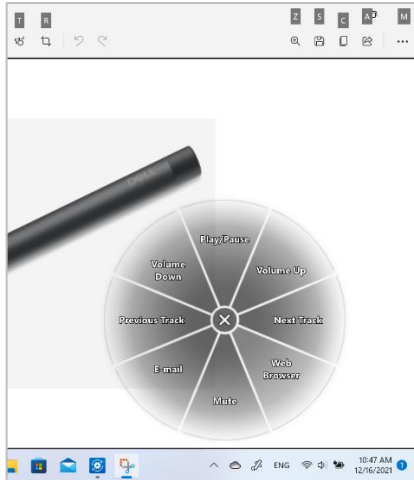 T R Z S C A M
DELL
Play/Pause
Volume Down
Volume Up
Previous Track
Next Track
E-mail
Web Browser
Mute
ENG
10:47 AM
12/16/2021
1